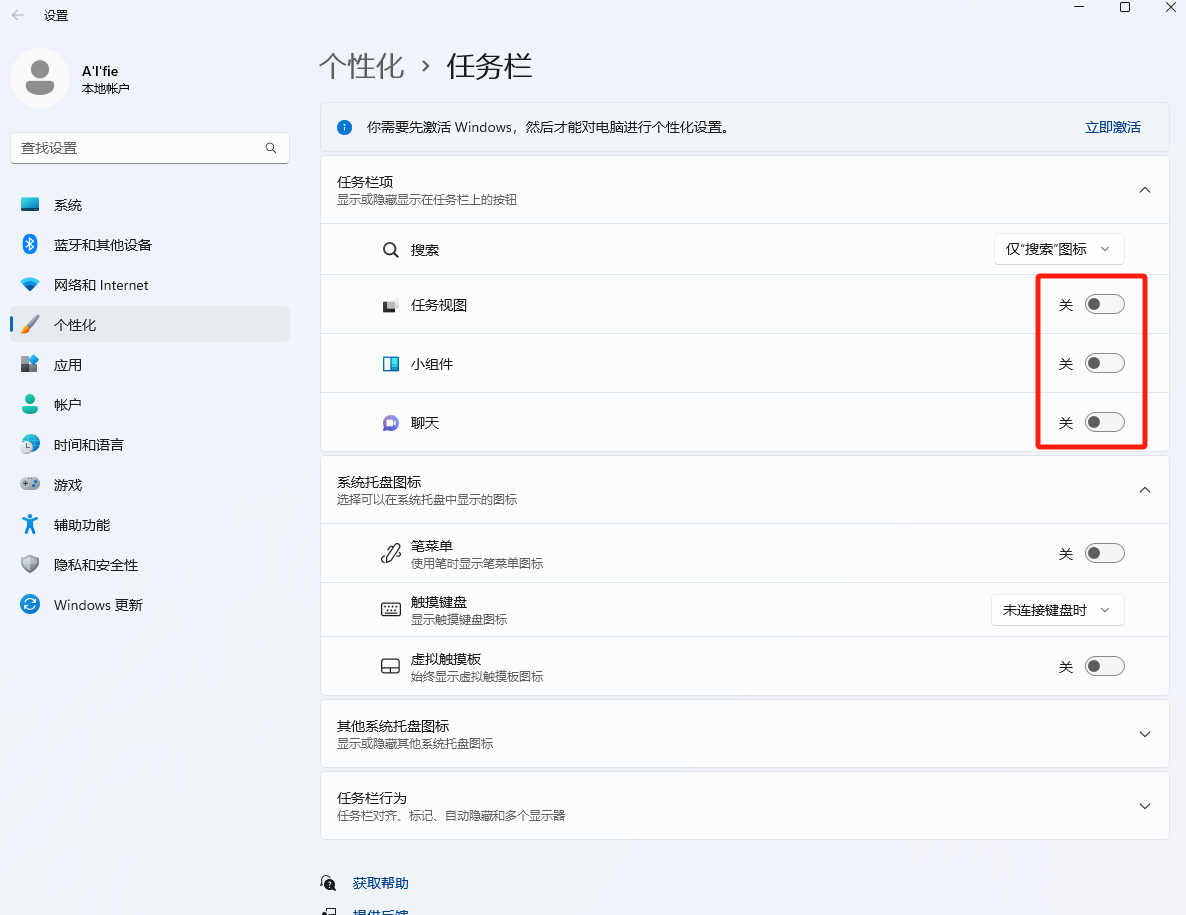 设置
A'l'fie
本地帐户
查找设置
系统
蓝牙和其他设备
网络和 Internet
个性化
应用
帐户
时间和语言
游戏
辅助功能
隐私和安全性
Windows 更新
个性化 › 任务栏
你需要先激活 Windows，然后才能对电脑进行个性化设置。
立即激活
任务栏项
显示或隐藏显示在任务栏上的按钮
搜索
仅"搜索"图标
任务视图
关
小组件
关
聊天
关
系统托盘图标
选择可以在系统托盘中显示的图标
笔菜单
使用笔时显示笔菜单图标
关
触摸键盘
显示触摸键盘图标
未连接键盘时
虚拟触摸板
始终显示虚拟触摸板图标
关
其他系统托盘图标
显示或隐藏其他系统托盘图标
任务栏行为
任务栏对齐、标记、自动隐藏和多个显示器
获取帮助
提供反馈